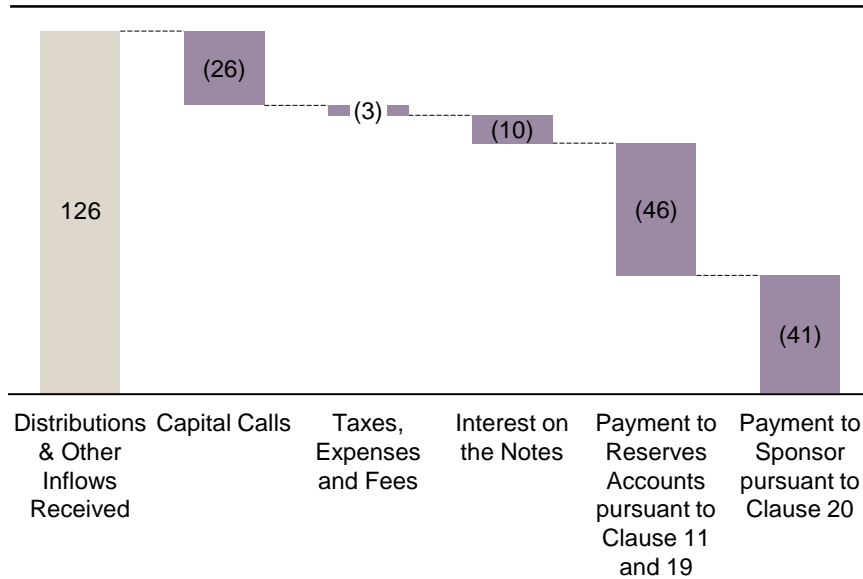 126
(26)
(3)
(10)
(46)
(41)
Distributions
& Other
Inflows
Received
Capital Calls
Taxes,
Expenses
and Fees
Interest on
the Notes
Payment to
Reserves
Accounts
pursuant to
Clause 11
and 19
Payment to
Sponsor
pursuant to
Clause 20